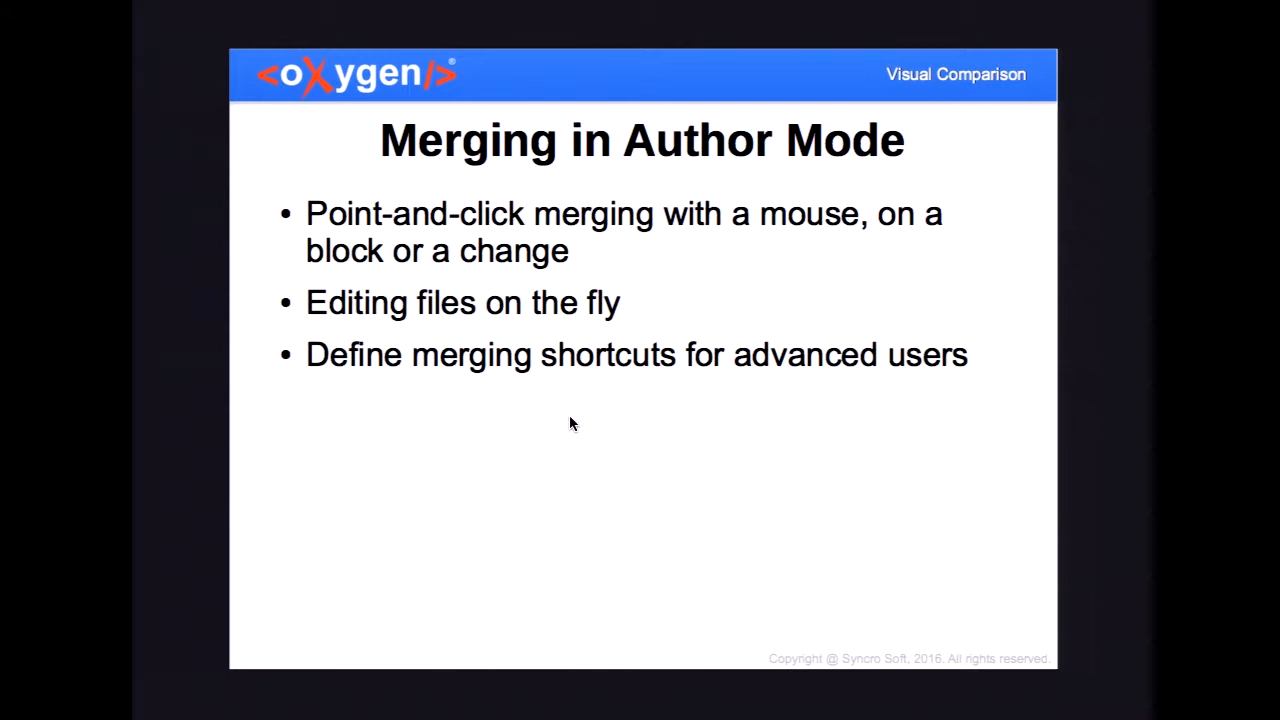 <oXygen/>®
Visual Comparison
Merging in Author Mode
• Point-and-click merging with a mouse, on a
block or a change
• Editing files on the fly
• Define merging shortcuts for advanced users
Copyright @ Syncro Soft, 2016. All rights reserved.